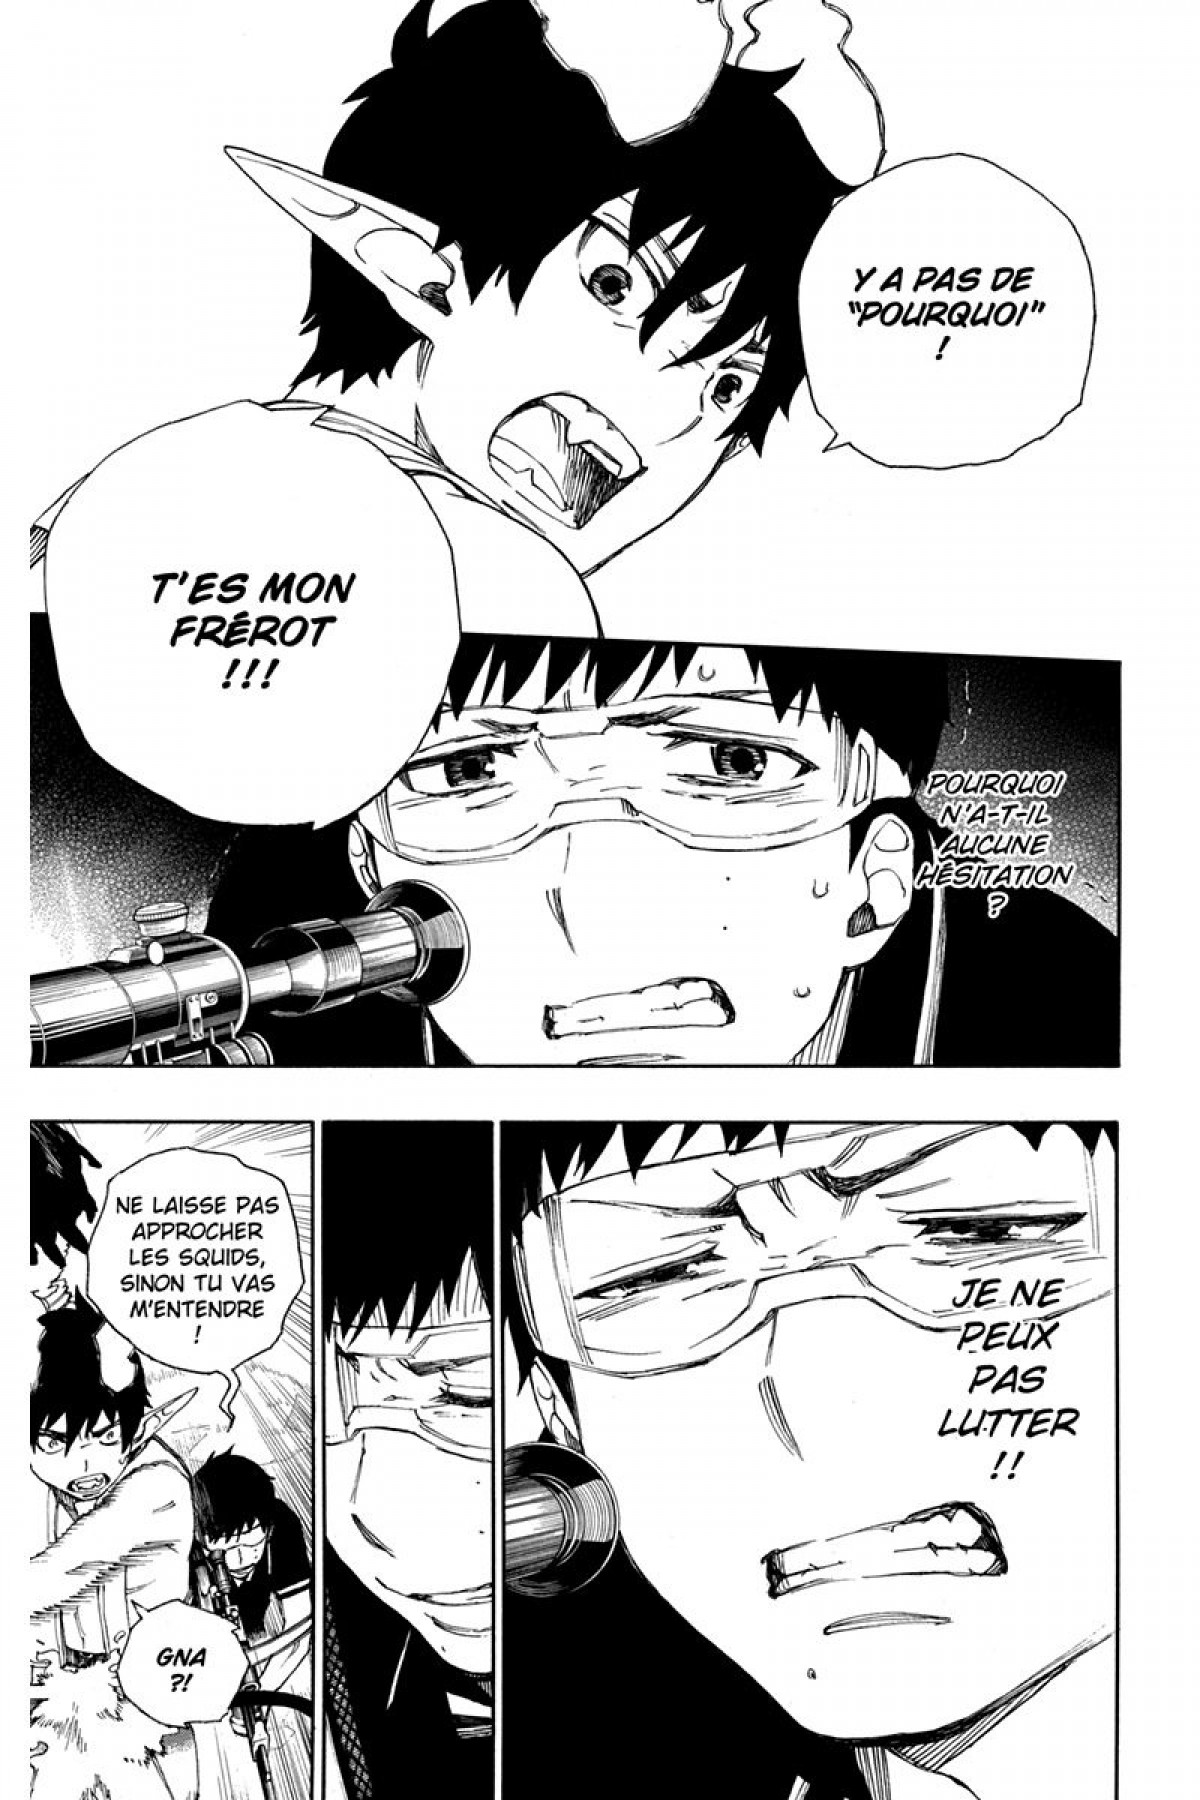 Y A PAS DE
"POURQUOI"
!
T'ES MON
FRÉROT
!!!
POURQUOI
N'A-T-IL
AUCUNE
HÉSITATION
?
JE NE
PEUX
PAS
LUTTER
!!
NE LAISSE PAS
APPROCHER
LES SQUIDS,
SINON TU VAS
M'ENTENDRE
!
GNA
?!